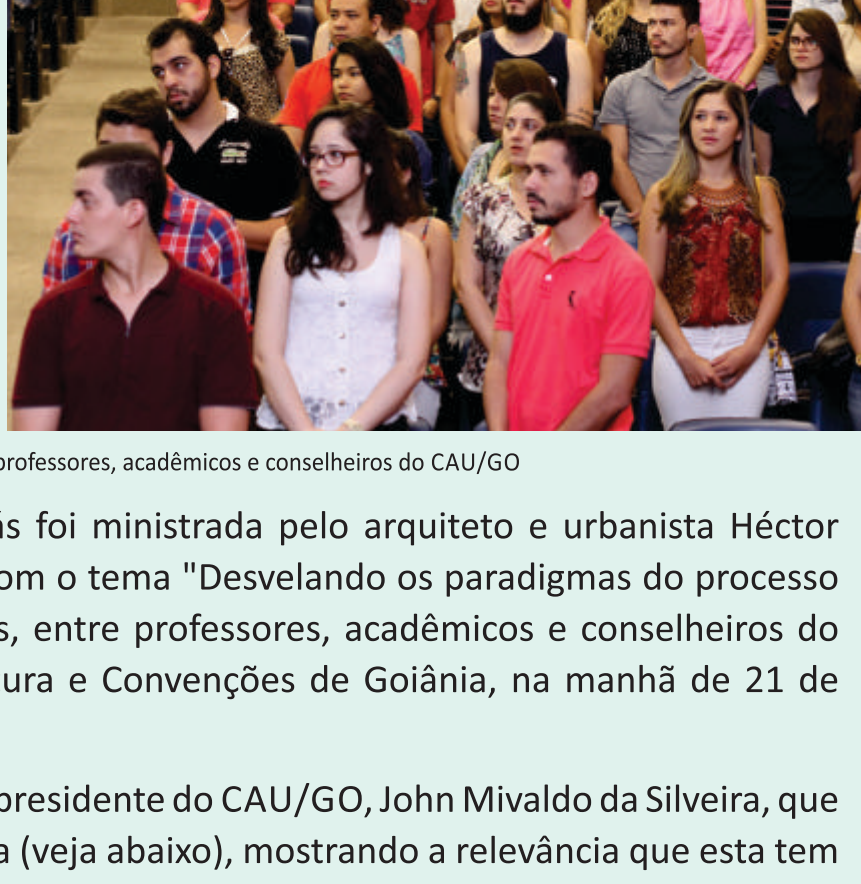 professores, acadêmicos e conselheiros do CAU/GO
ás foi ministrada pelo arquiteto e urbanista Héctor
om o tema "Desvelando os paradigmas do processo
s, entre professores, acadêmicos e conselheiros do
ura e Convenções de Goiânia, na manhã de 21 de
presidente do CAU/GO, John Mivaldo da Silveira, que
a (veja abaixo), mostrando a relevância que esta tem